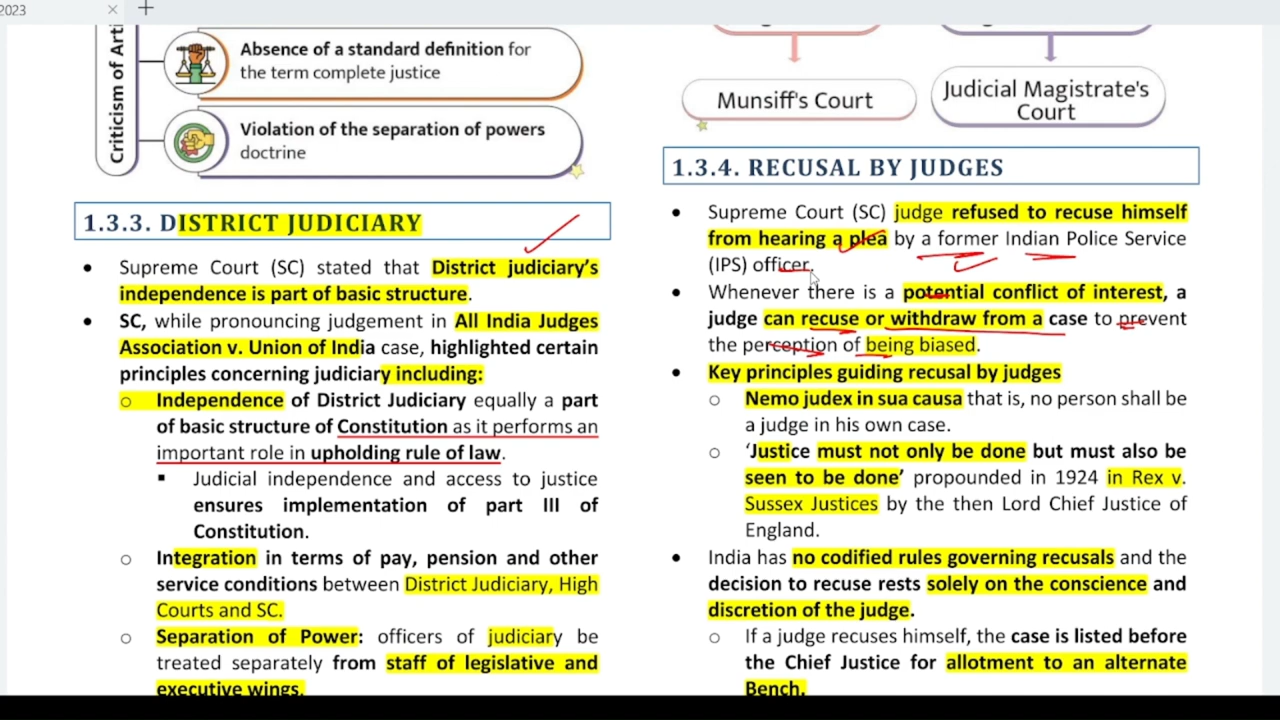 2023
Criticism of Arti
Absence of a standard definition for
the term complete justice
Violation of the separation of powers
doctrine
1.3.3. DISTRICT JUDICIARY
• Supreme Court (SC) stated that District judiciary's
independence is part of basic structure.
• SC, while pronouncing judgement in All India Judges
Association v. Union of India case, highlighted certain
principles concerning judiciary including:
o Independence of District Judiciary equally a part
of basic structure of Constitution as it performs an
important role in upholding rule of law.
▪ Judicial independence and access to justice
ensures implementation of part III of
Constitution.
o Integration in terms of pay, pension and other
service conditions between District Judiciary, High
Courts and SC.
o Separation of Power: officers of judiciary be
treated separately from staff of legislative and
executive wings.
Munsiff's Court
Judicial Magistrate's
Court
1.3.4. RECUSAL BY JUDGES
• Supreme Court (SC) judge refused to recuse himself
from hearing a plea by a former Indian Police Service
(IPS) officer.
• Whenever there is a potential conflict of interest, a
judge can recuse or withdraw from a case to prevent
the perception of being biased.
• Key principles guiding recusal by judges
o Nemo judex in sua causa that is, no person shall be
a judge in his own case.
o 'Justice must not only be done but must also be
seen to be done' propounded in 1924 in Rex v.
Sussex Justices by the then Lord Chief Justice of
England.
• India has no codified rules governing recusals and the
decision to recuse rests solely on the conscience and
discretion of the judge.
o If a judge recuses himself, the case is listed before
the Chief Justice for allotment to an alternate
Bench.